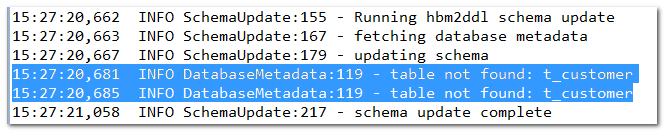 15:27:20,662  INFO SchemaUpdate:155 - Running hbm2ddl schema update
15:27:20,663  INFO SchemaUpdate:167 - fetching database metadata
15:27:20,667  INFO SchemaUpdate:179 - updating schema
15:27:20,681  INFO DatabaseMetadata:119 - table not found: t_customer
15:27:20,685  INFO DatabaseMetadata:119 - table not found: t_customer
15:27:21,058  INFO SchemaUpdate:217 - schema update complete